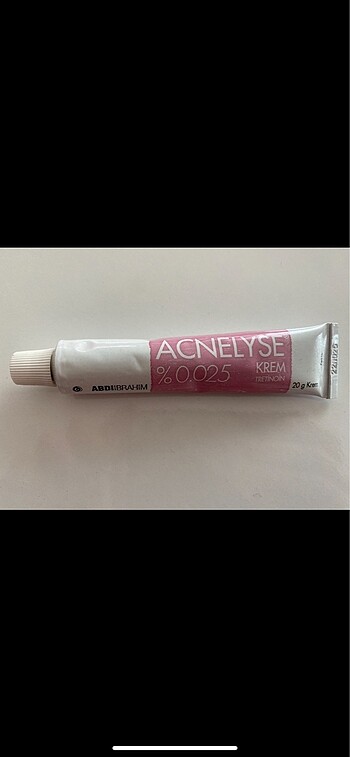 ACNELYSE
% 0.025
KREM
TRETINOIN
ABDİİBRAHİM
20 g Krem